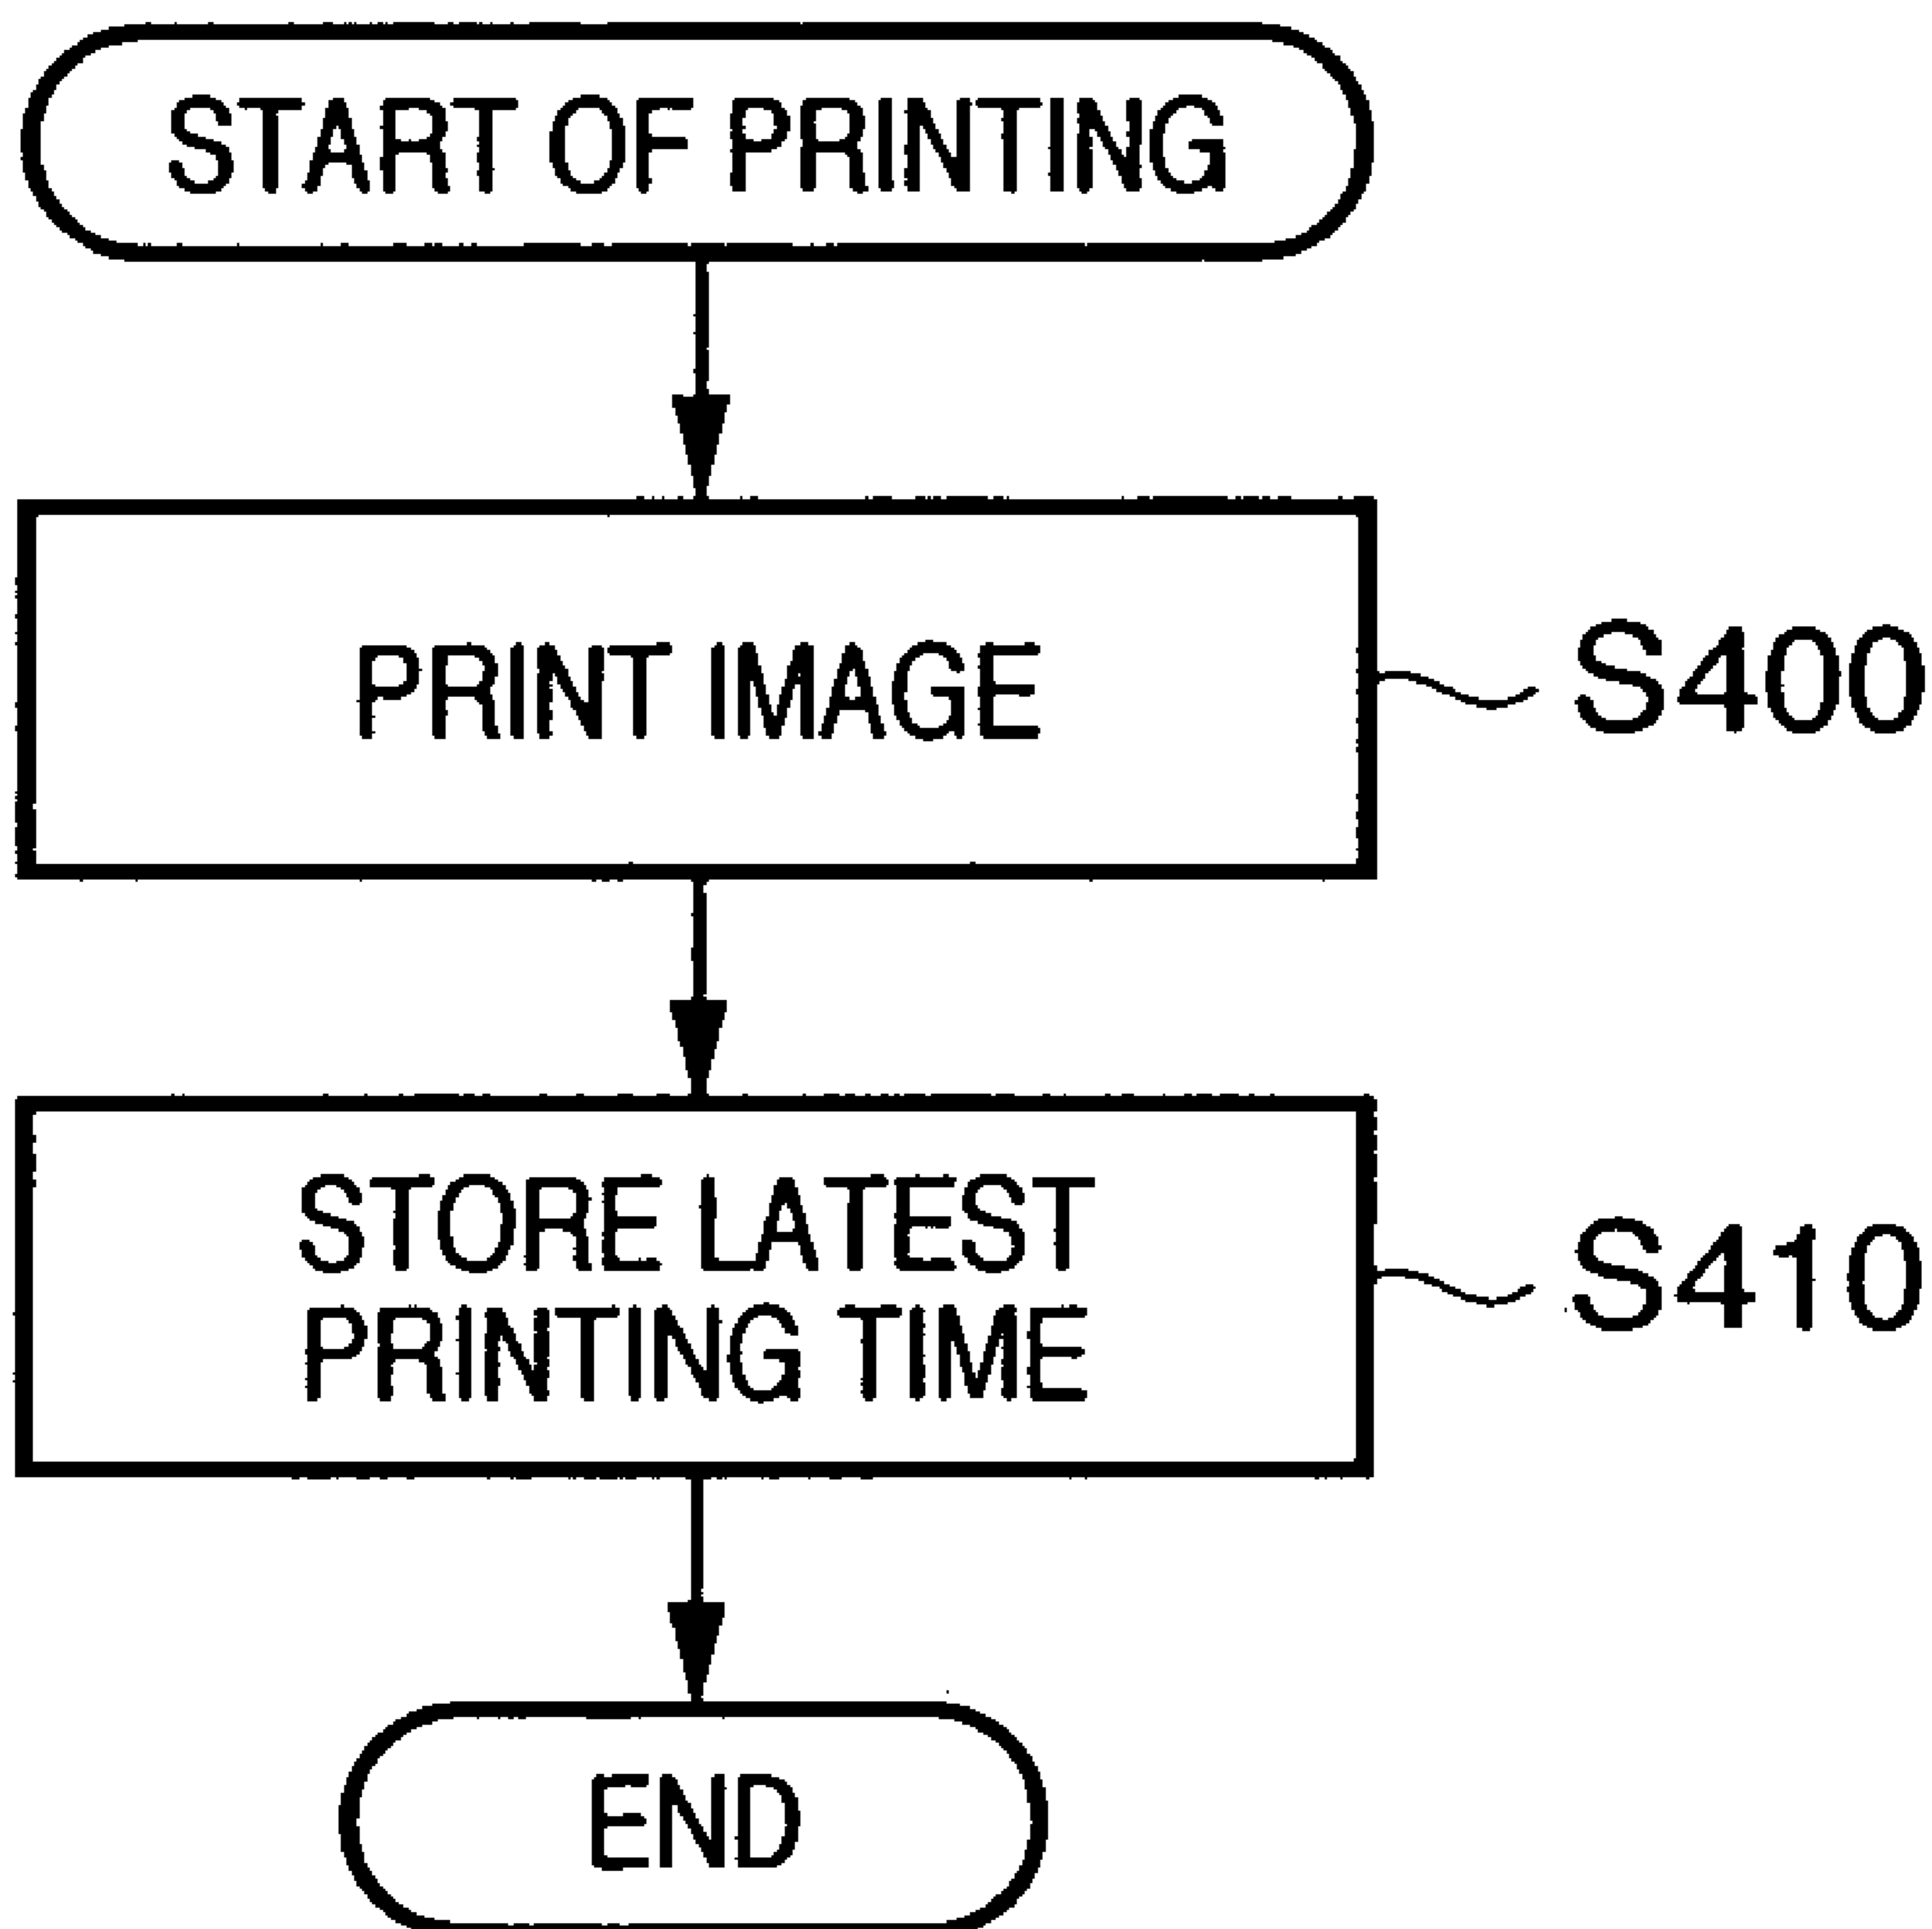 START OF PRINTING
PRINT IMAGE
S400
STORE LATEST
PRINTING TIME
S410
END